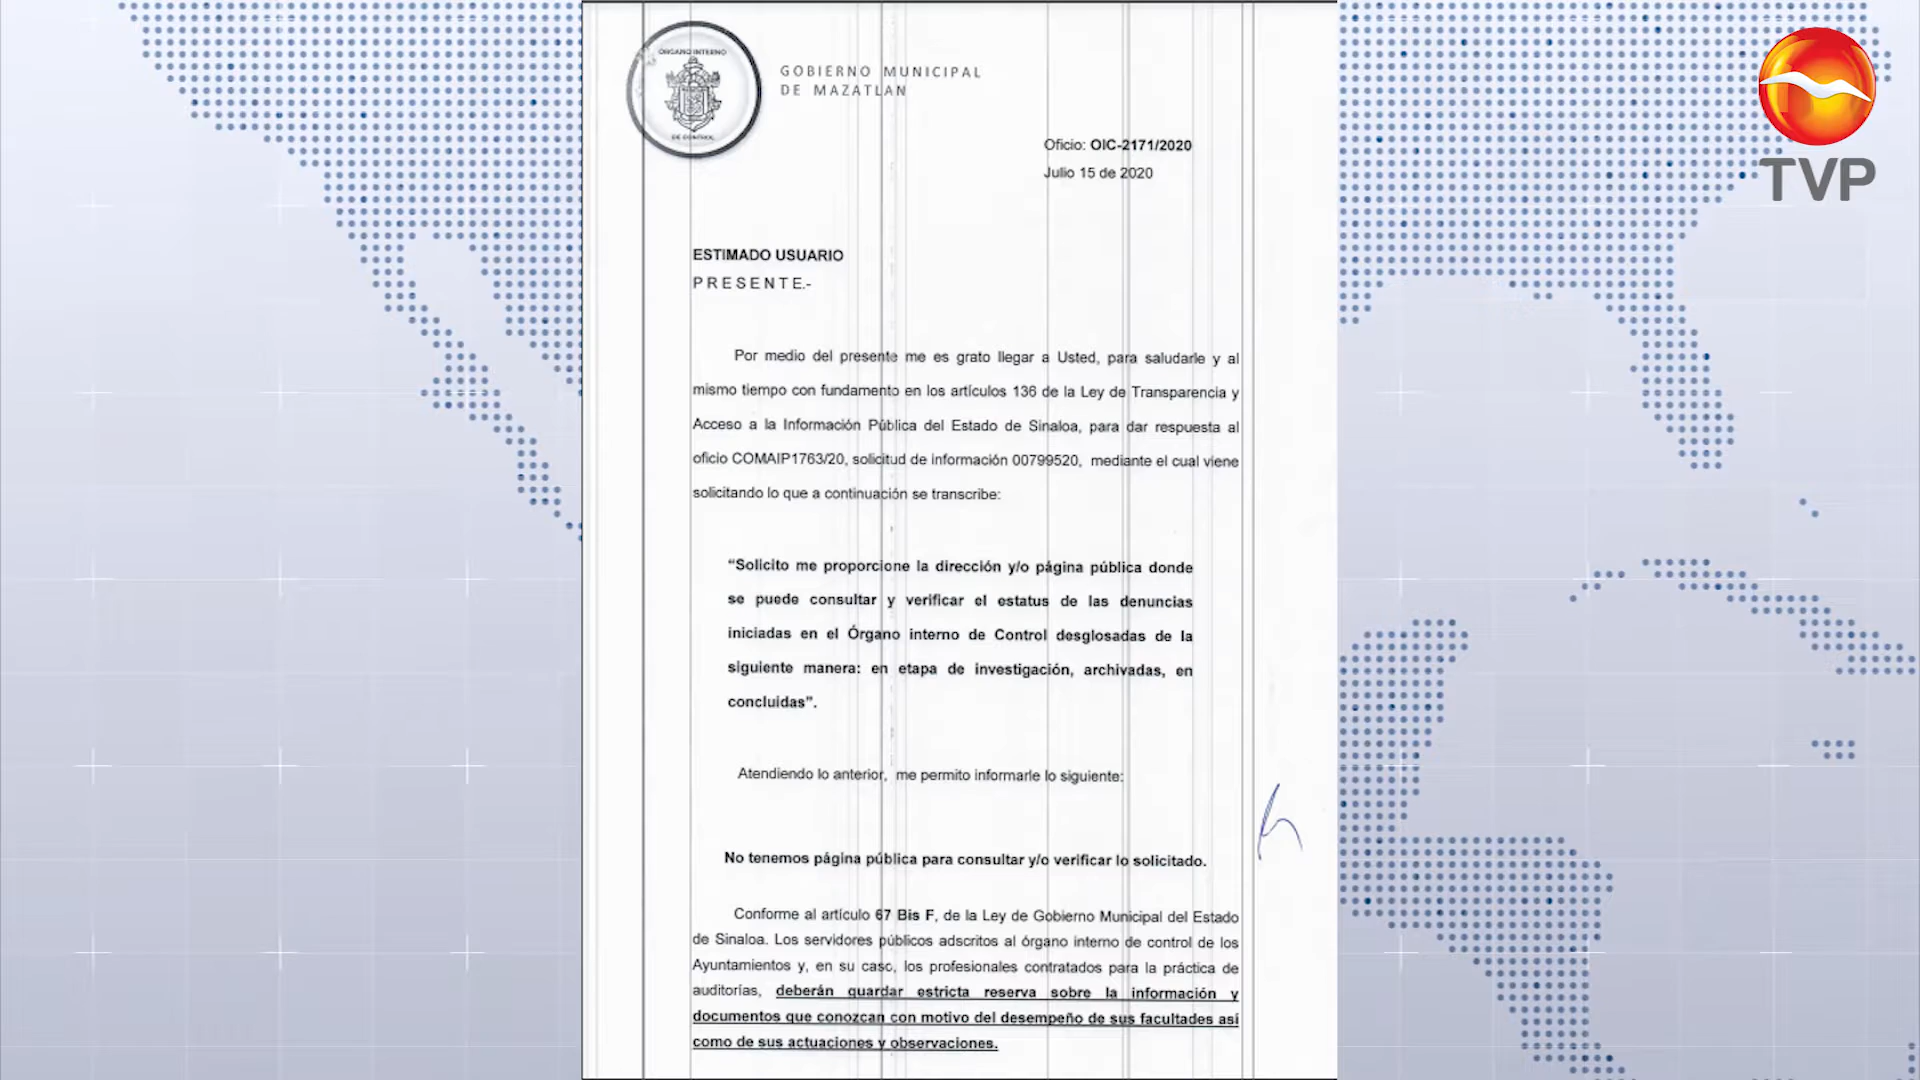 ÓRGANO INTERNO
DE CONTROL
GOBIERNO MUNICIPAL
DE MAZATLÁN
TVP
Oficio: OIC-2171/2020
Julio 15 de 2020
ESTIMADO USUARIO
P R E S E N T E.-
Por medio del presente me es grato llegar a Usted, para saludarle y al
mismo tiempo con fundamento en los artículos 136 de la Ley de Transparencia y
Acceso a la Información Pública del Estado de Sinaloa, para dar respuesta al
oficio COMAIP1763/20, solicitud de información 00799520, mediante el cual viene
solicitando lo que a continuación se transcribe:
“Solicito me proporcione la dirección y/o página pública donde
se puede consultar y verificar el estatus de las denuncias
iniciadas en el Órgano interno de Control desglosadas de la
siguiente manera: en etapa de investigación, archivadas, en
concluidas”.
Atendiendo lo anterior, me permito informarle lo siguiente:
No tenemos página pública para consultar y/o verificar lo solicitado.
Conforme al artículo 67 Bis F, de la Ley de Gobierno Municipal del Estado
de Sinaloa. Los servidores públicos adscritos al órgano interno de control de los
Ayuntamientos y, en su caso, los profesionales contratados para la práctica de
auditorías, deberán guardar estricta reserva sobre la información y
documentos que conozcan con motivo del desempeño de sus facultades así
como de sus actuaciones y observaciones.